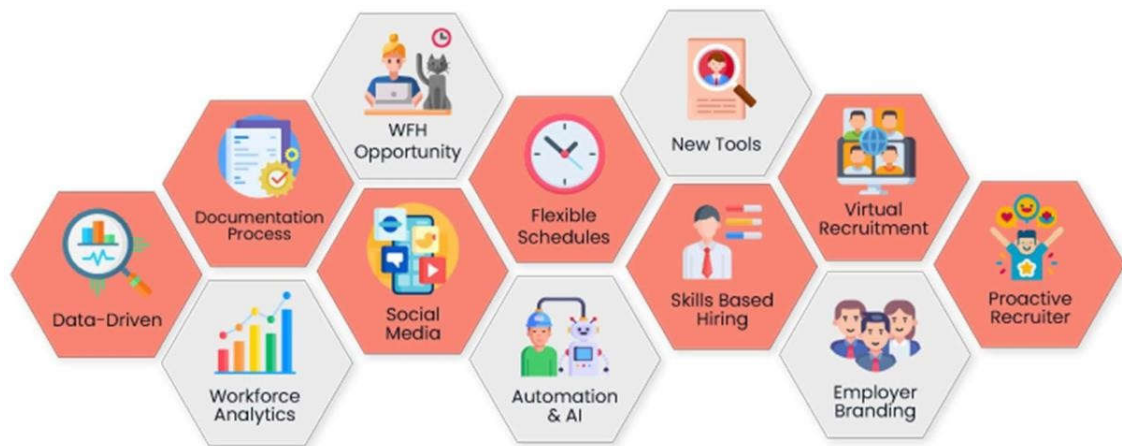 WFH
Opportunity
New Tools
Documentation
Process
Flexible
Schedules
Virtual
Recruitment
Data-Driven
Social
Media
Skills Based
Hiring
Proactive
Recruiter
Workforce
Analytics
Automation
& AI
Employer
Branding